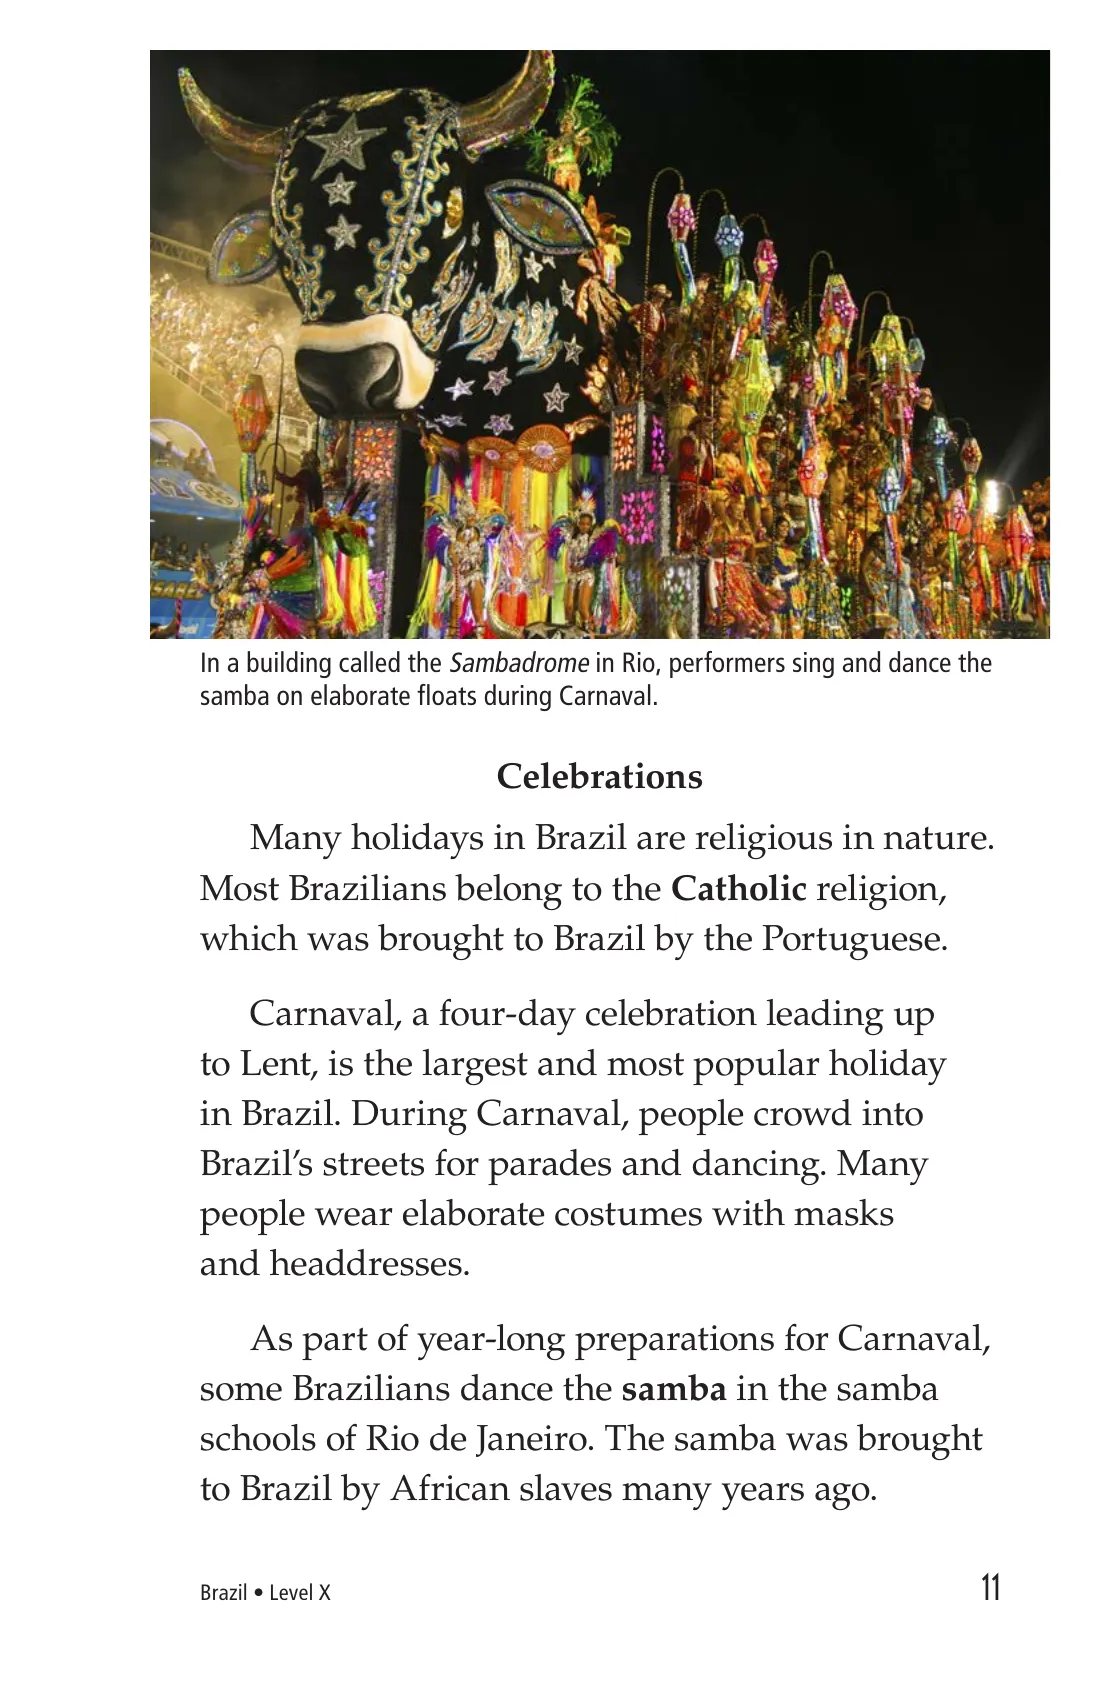 In a building called the Sambadrome in Rio, performers sing and dance the
samba on elaborate floats during Carnaval.
Celebrations
Many holidays in Brazil are religious in nature.
Most Brazilians belong to the Catholic religion,
which was brought to Brazil by the Portuguese.
Carnaval, a four-day celebration leading up
to Lent, is the largest and most popular holiday
in Brazil. During Carnaval, people crowd into
Brazil’s streets for parades and dancing. Many
people wear elaborate costumes with masks
and headdresses.
As part of year-long preparations for Carnaval,
some Brazilians dance the samba in the samba
schools of Rio de Janeiro. The samba was brought
to Brazil by African slaves many years ago.
Brazil • Level X
11